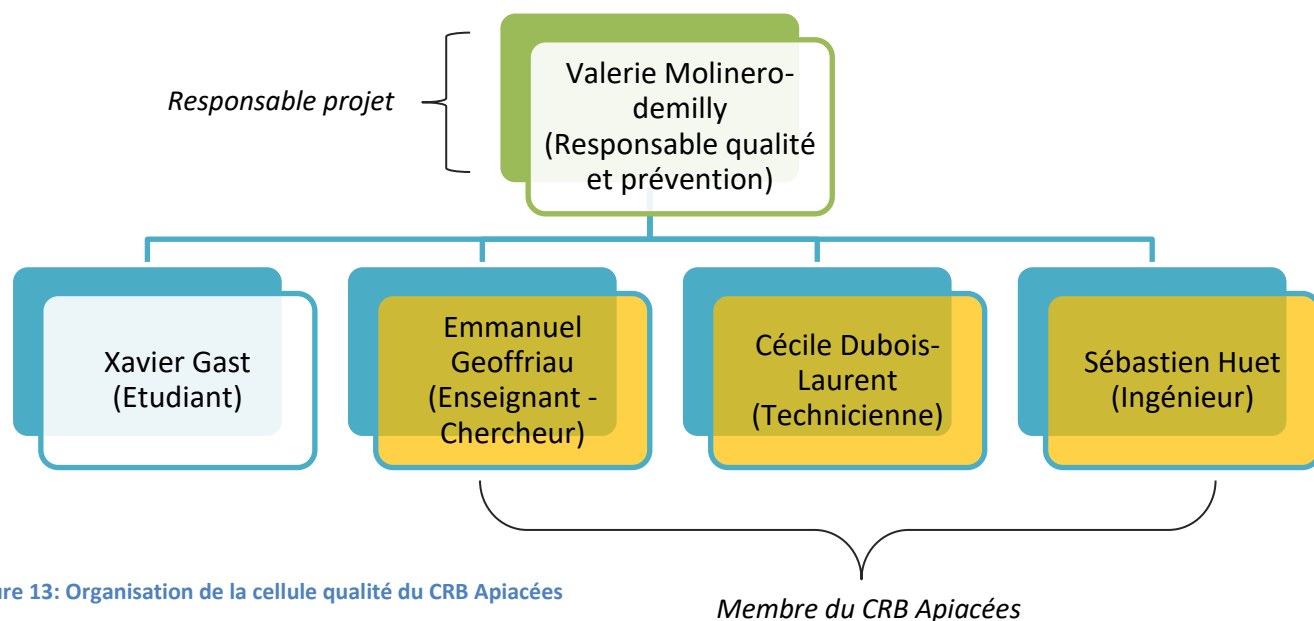 Responsable projet
Valerie Molinero-
demilly
(Responsable qualité
et prévention)
Xavier Gast
(Etudiant)
Emmanuel
Geoffriau
(Enseignant -
Chercheur)
Cécile Dubois-
Laurent
(Technicienne)
Sébastien Huet
(Ingénieur)
ure 13: Organisation de la cellule qualité du CRB Apiacées
Membre du CRB Apiacées